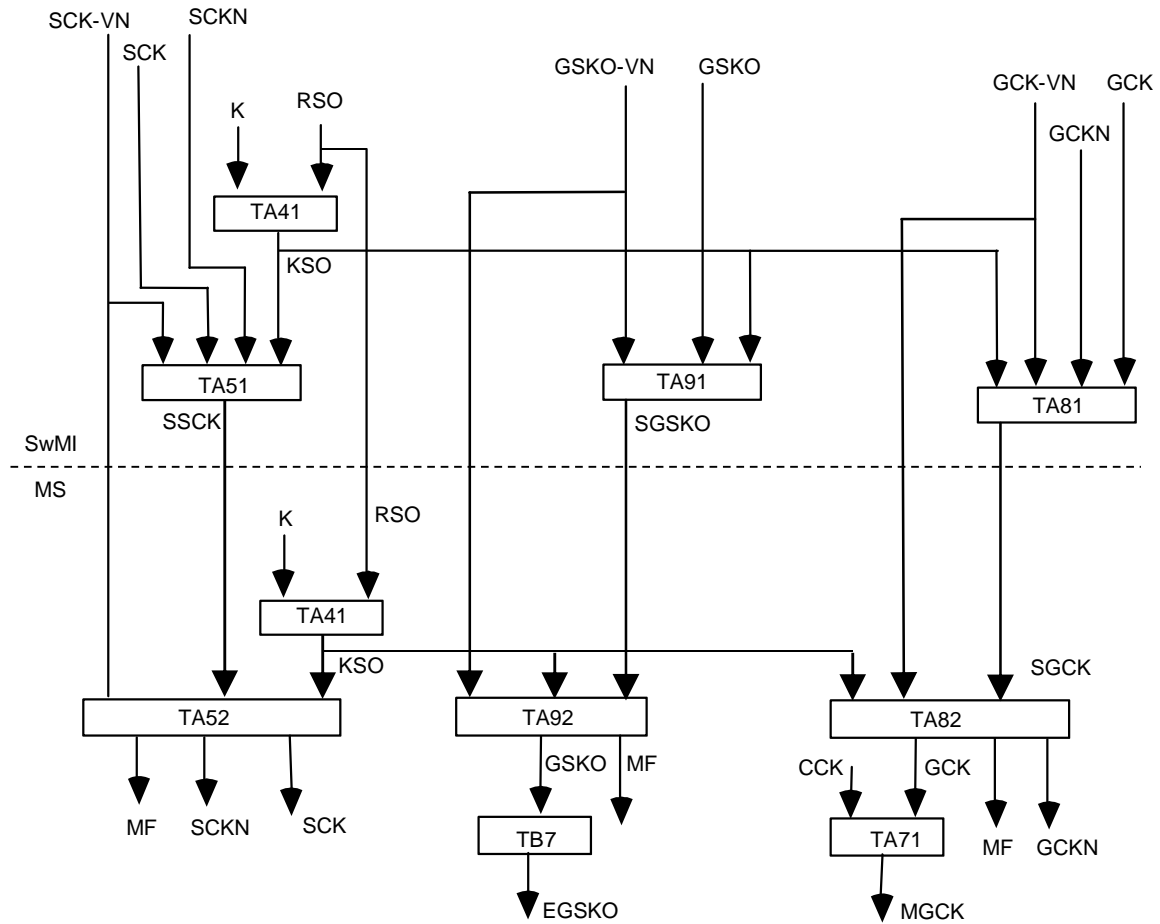 SCK-VN
SCKN
SCK
GSKO-VN
GSKO
GCK-VN
GCK
K
RSO
GCKN
TA41
KSO
TA51
TA91
TA81
SSCK
SGSKO
SwMI
MS
K
RSO
TA41
KSO
SGCK
TA52
TA92
TA82
GSKO
MF
CCK
GCK
MF
SCKN
SCK
TB7
TA71
MF
GCKN
EGSKO
MGCK